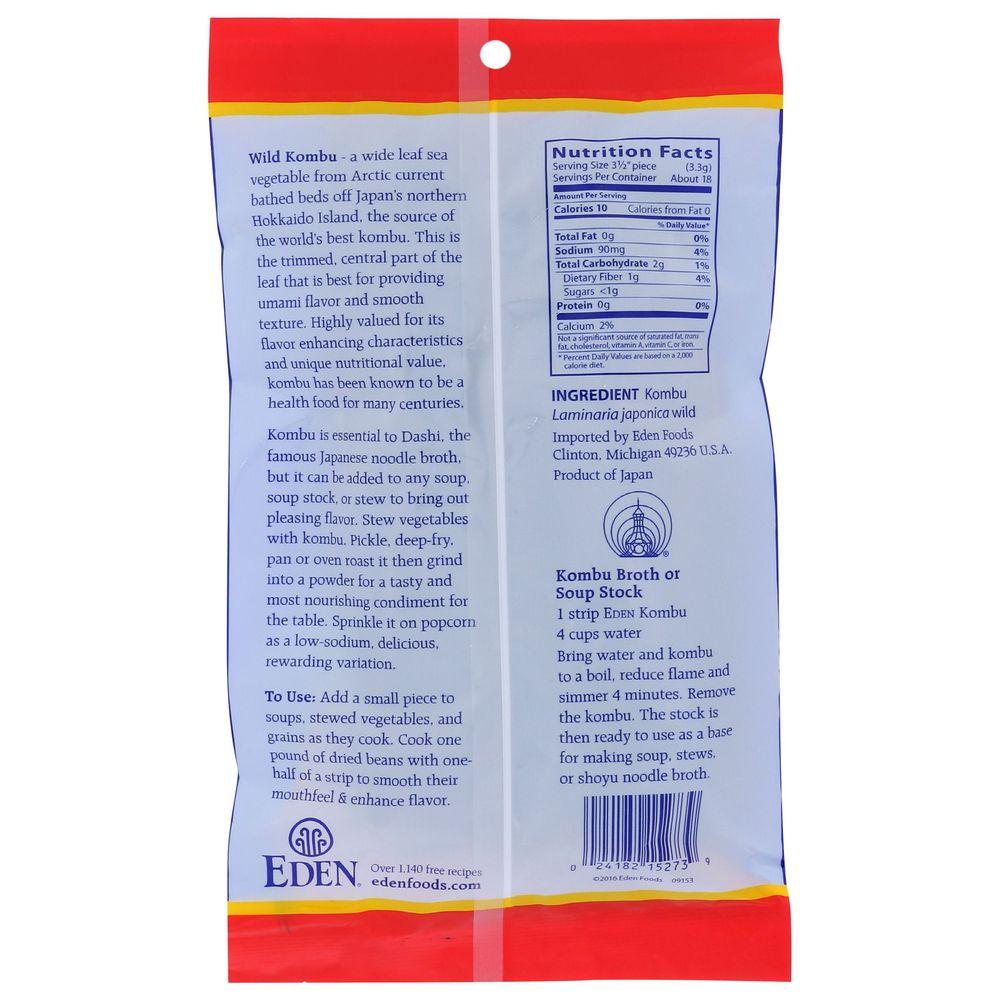 Wild Kombu - a wide leaf sea
vegetable from Arctic current
bathed beds off Japan's northern
Hokkaido Island, the source of
the world's best kombu. This is
the trimmed, central part of the
leaf that is best for providing
umami flavor and smooth
texture. Highly valued for its
flavor enhancing characteristics
and unique nutritional value,
kombu has been known to be a
health food for many centuries.
Kombu is essential to Dashi, the
famous Japanese noodle broth,
but it can be added to any soup,
soup stock, or stew to bring out
pleasing flavor. Stew vegetables
with kombu. Pickle, deep-fry,
pan or oven roast it then grind
into a powder for a tasty and
most nourishing condiment for
the table. Sprinkle it on popcorn
as a low-sodium, delicious,
rewarding variation.
To Use: Add a small piece to
soups, stewed vegetables, and
grains as they cook. Cook one
pound of dried beans with one-
half of a strip to smooth their
mouthfeel & enhance flavor.
EDEN®
Over 1,140 free recipes
edenfoods.com
Nutrition Facts
Serving Size 3½" piece (3.3g)
Servings Per Container About 18
Amount Per Serving
Calories 10 Calories from Fat 0
% Daily Value*
Total Fat 0g 0%
Sodium 90mg 4%
Total Carbohydrate 2g 1%
Dietary Fiber 1g 4%
Sugars <1g
Protein 0g 0%
Calcium 2%
Not a significant source of saturated fat, trans
fat, cholesterol, vitamin A, vitamin C, or iron.
* Percent Daily Values are based on a 2,000
calorie diet.
INGREDIENT Kombu
Laminaria japonica wild
Imported by Eden Foods
Clinton, Michigan 49236 U.S.A.
Product of Japan
®
Kombu Broth or
Soup Stock
1 strip EDEN Kombu
4 cups water
Bring water and kombu
to a boil, reduce flame and
simmer 4 minutes. Remove
the kombu. The stock is
then ready to use as a base
for making soup, stews,
or shoyu noodle broth.
0 24182 15273 9
©2016 Eden Foods 09153